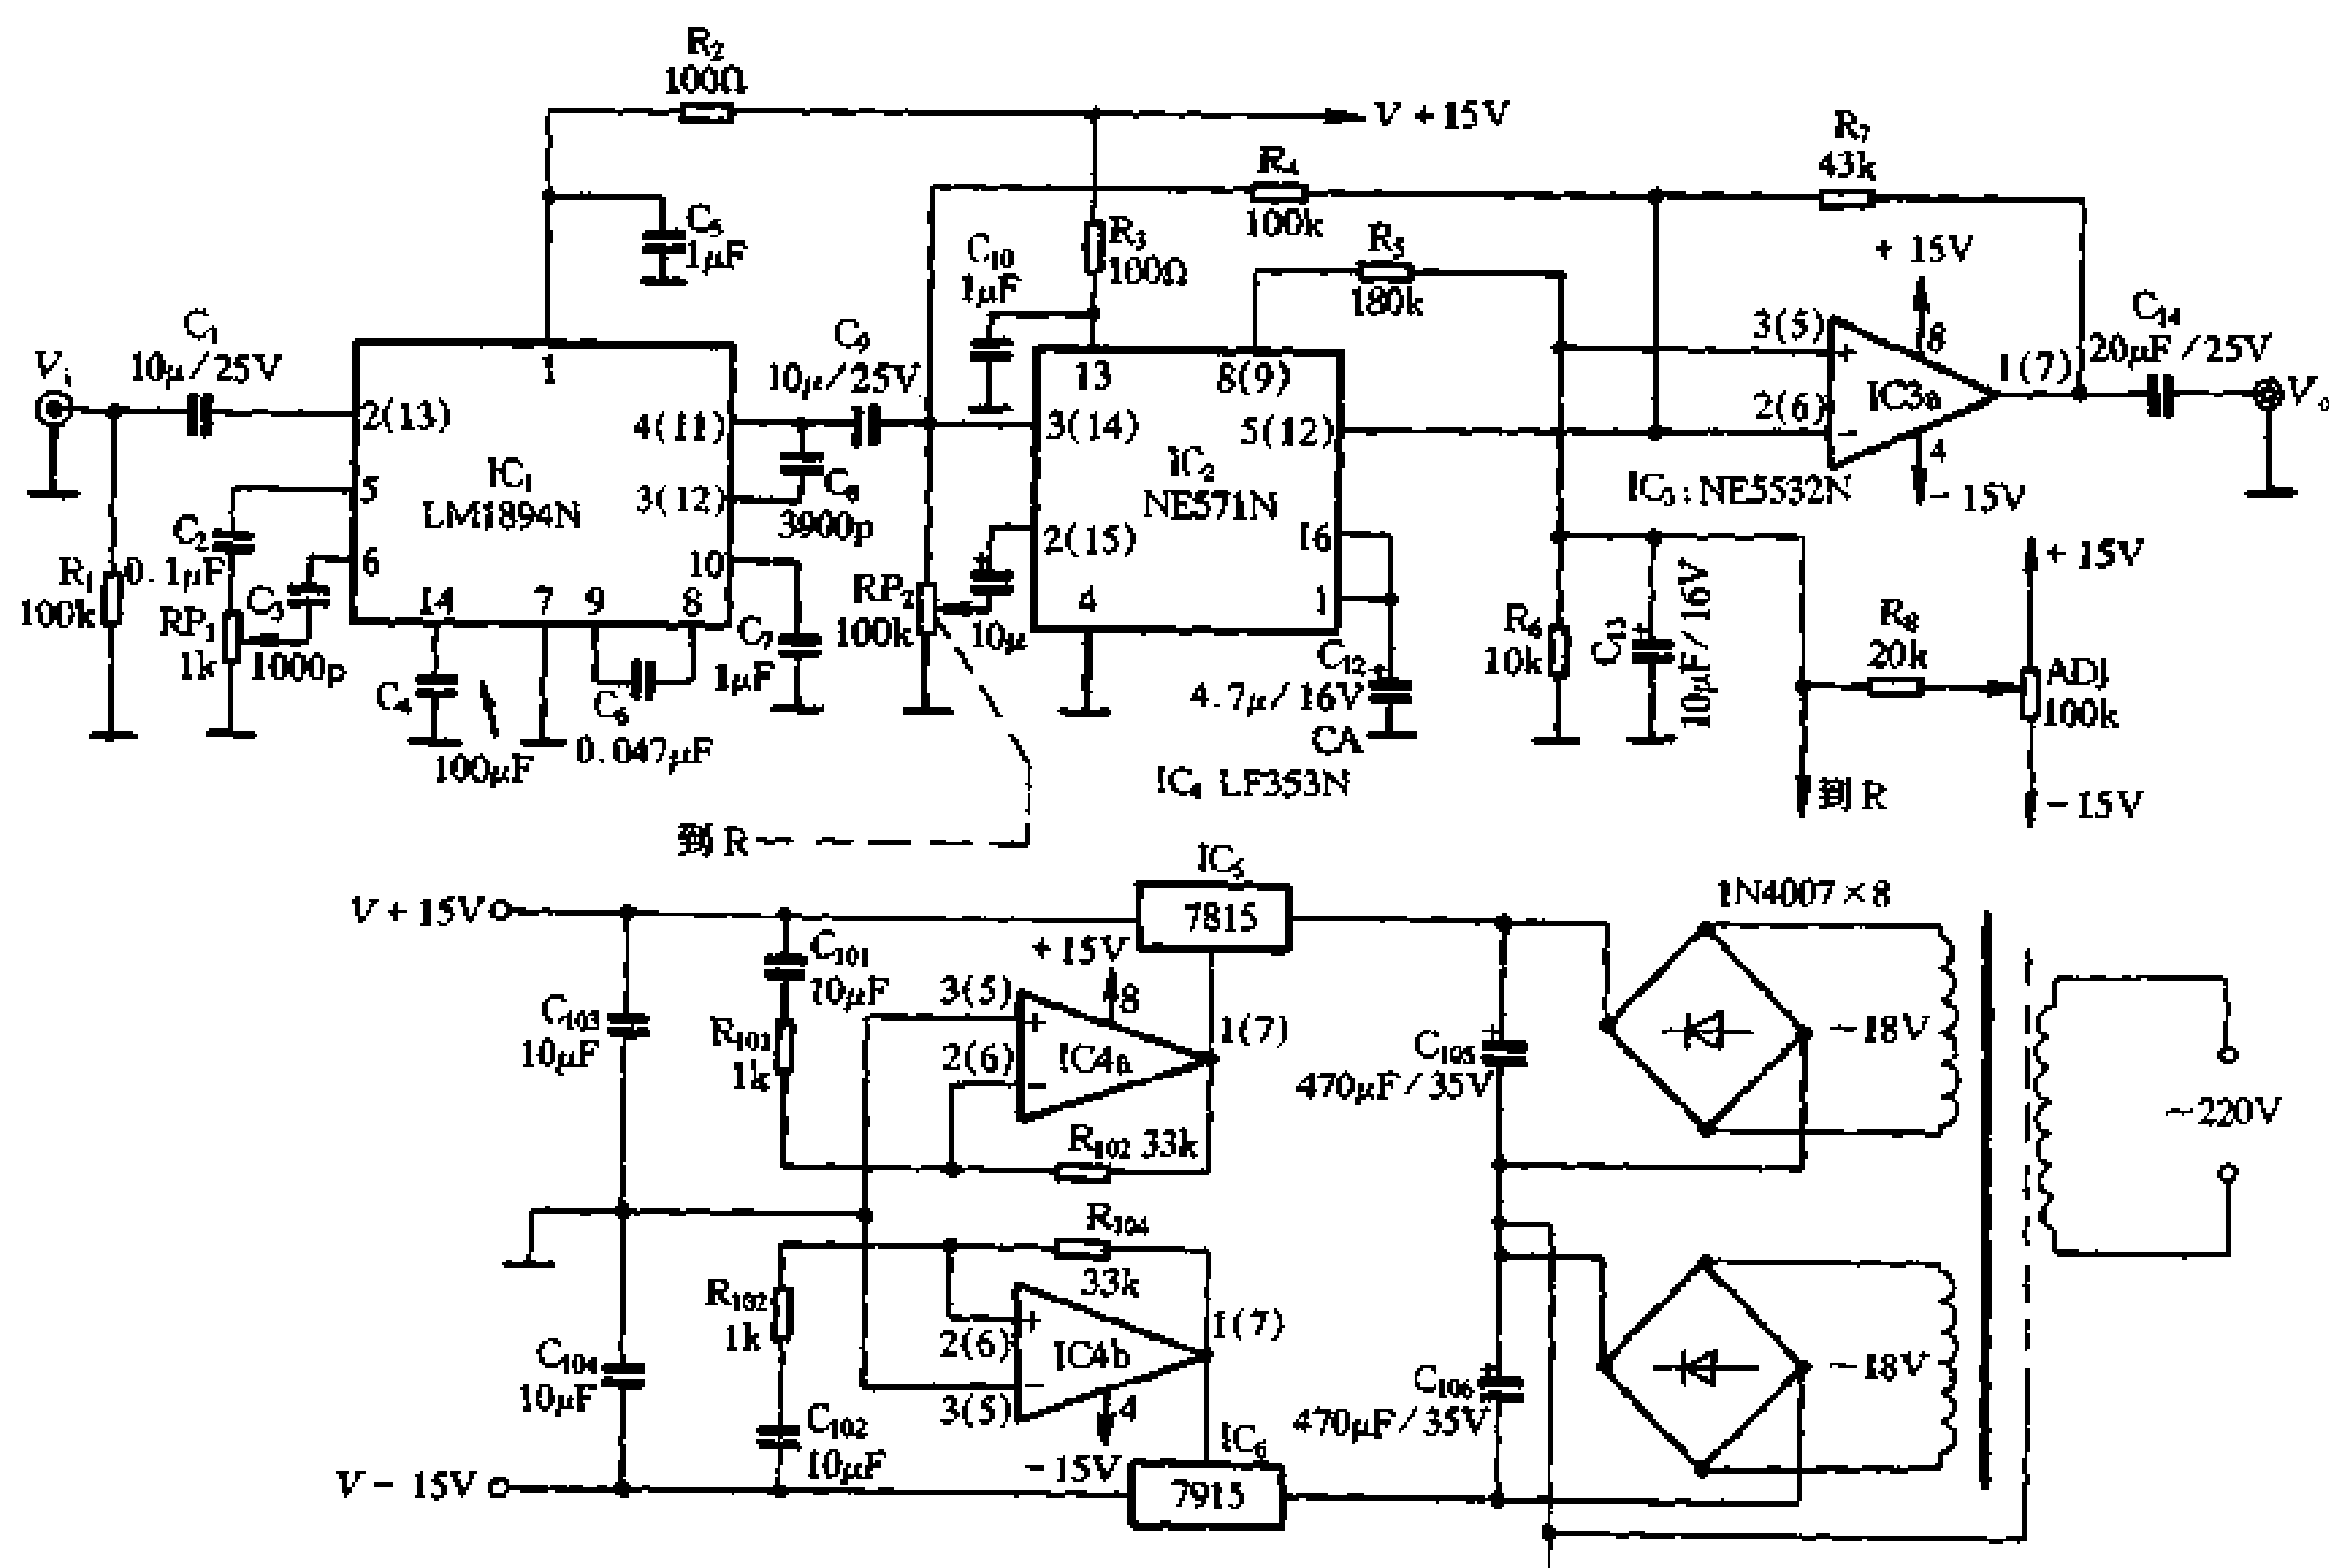 R₂
100Ω
V + 15V
R₇
43k
R₄
100k
C₅
1μF
C₁₀
1μF
R₃
100Ω
R₅
180k
+ 15V
C₁
10μ/25V
Vᵢ
C₉
10μ/25V
C₁₄
20μF/25V
3(5)
8
1(7)
+
IC3a
2(6)
−
4
− 15V
Vₒ
1
2(13)
4(11)
IC₁
LM1894N
5
3(12)
6
10
14
7
9
8
C₈
3900p
13
8(9)
3(14)
5(12)
IC₂
NE571N
2(15)
16
4
1
IC₃:NE5532N
C₂
0.1μF
R₁
100k
C₃
RP₁
1k
1000p
C₄
100μF
C₆
0.047μF
C₇
1μF
RP₂
100k
+
10μ
C₁₂
+
4.7μ/16V
CA
R₆
10k
C₁₃
+
10μF/16V
+ 15V
R₈
20k
ADJ
100k
− 15V
到 R
IC₄ LF353N
到 R
IC₅
7815
V + 15V
1N4007×8
C₁₀₁
10μF
+ 15V
8
3(5)
+
1(7)
C₁₀₃
10μF
R₁₀₁
1k
2(6)
−
IC4a
R₁₀₂ 33k
+
C₁₀₅
470μF/35V
~18V
~220V
R₁₀₄
33k
R₁₀₂
1k
+
2(6)
1(7)
IC4b
−
3(5)
4
− 15V
C₁₀₄
10μF
C₁₀₂
10μF
+
C₁₀₆
470μF/35V
~18V
IC₆
7915
V − 15V